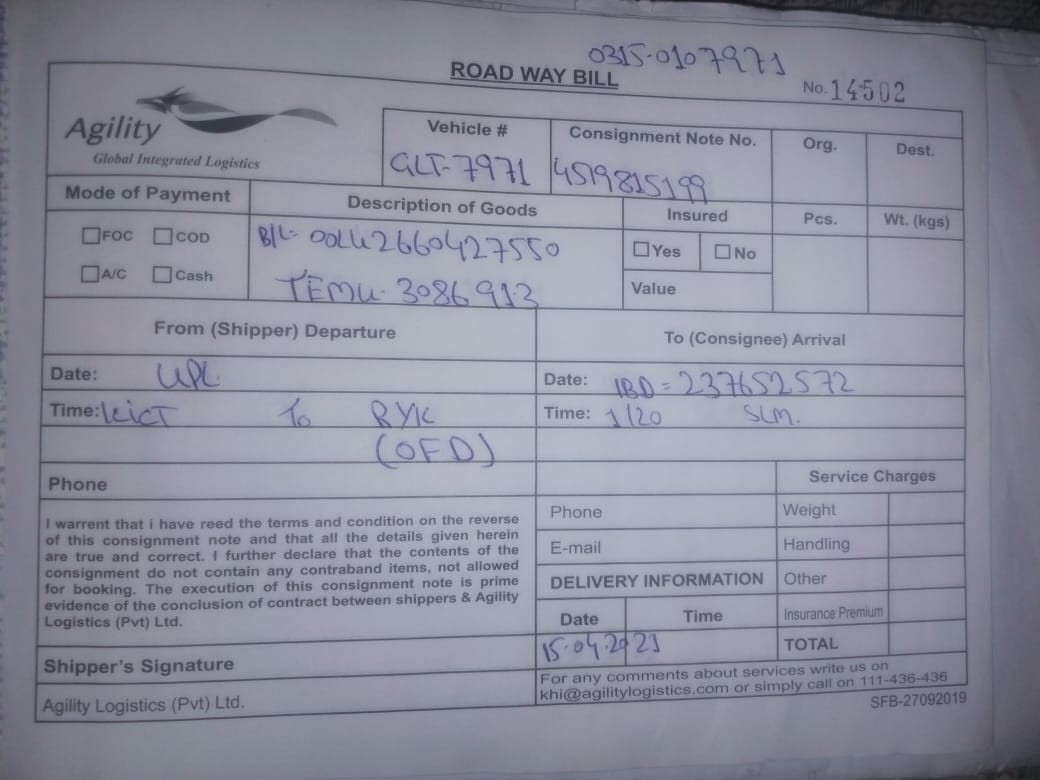 0315-0107971
ROAD WAY BILL
No. 14502
Agility
Global Integrated Logistics
Vehicle #
GLT-7971
Consignment Note No.
4519815199
Org.
Dest.
Mode of Payment
FOC COD
A/C Cash
Description of Goods
B/L- OOLU2660427550
TEMU-3086913
Insured
Yes No
Value
Pcs.
Wt. (kgs)
From (Shipper) Departure
To (Consignee) Arrival
Date: UPL
Date: IBD = 237652572
Time: KICT To RYK
Time: 1/20 SLM.
(OFD)
Phone
Service Charges
I warrent that i have reed the terms and condition on the reverse
of this consignment note and that all the details given herein
are true and correct. I further declare that the contents of the
consignment do not contain any contraband items, not allowed
for booking. The execution of this consignment note is prime
evidence of the conclusion of contract between shippers & Agility
Logistics (Pvt) Ltd.
Phone
Weight
E-mail
Handling
DELIVERY INFORMATION
Other
Date
Time
Insurance Premium
15.04.2021
TOTAL
Shipper's Signature
Agility Logistics (Pvt) Ltd.
For any comments about services write us on
khi@agilitylogistics.com or simply call on 111-436-436
SFB-27092019